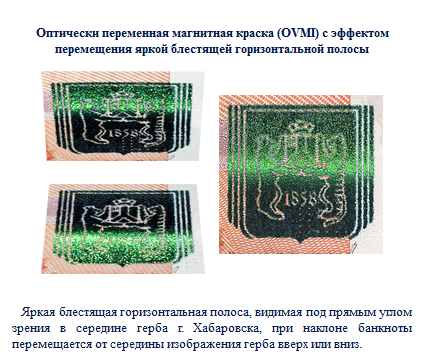 Оптически переменная магнитная краска (OVMI) с эффектом
перемещения яркой блестящей горизонтальной полосы
1858
1858
1858
Яркая блестящая горизонтальная полоса, видимая под прямым углом
зрения в середине герба г. Хабаровска, при наклоне банкноты
перемещается от середины изображения герба вверх или вниз.